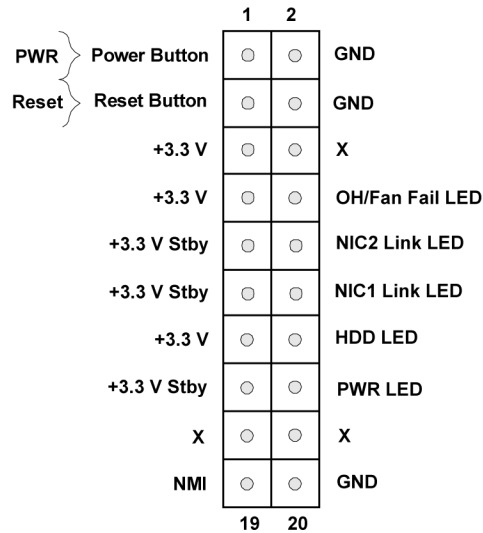 1 2
PWR Power Button GND
Reset Reset Button GND
+3.3 V X
+3.3 V OH/Fan Fail LED
+3.3 V Stby NIC2 Link LED
+3.3 V Stby NIC1 Link LED
+3.3 V HDD LED
+3.3 V Stby PWR LED
X X
NMI GND
19 20